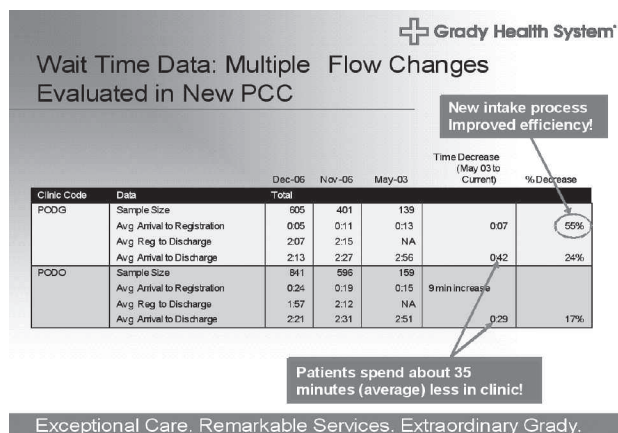 Grady Health System
Wait Time Data: Multiple Flow Changes
Evaluated in New PCC
New intake process
Improved efficiency!
Dec-06 Nov-06 May-03 Time Decrease (May 03 to Current) % Decrease
Clinic Code Data Total
PODG Sample Size 605 401 139
Avg Arrival to Registration 0:05 0:11 0:13 0:07 55%
Avg Reg to Discharge 2:07 2:15 NA
Avg Arrival to Discharge 2:13 2:27 2:56 0:42 24%
PODO Sample Size 841 596 159
Avg Arrival to Registration 0:24 0:19 0:15 9 min increase
Avg Reg to Discharge 1:57 2:12 NA
Avg Arrival to Discharge 2:21 2:31 2:51 0:29 17%
Patients spend about 35
minutes (average) less in clinic!
Exceptional Care. Remarkable Services. Extraordinary Grady.